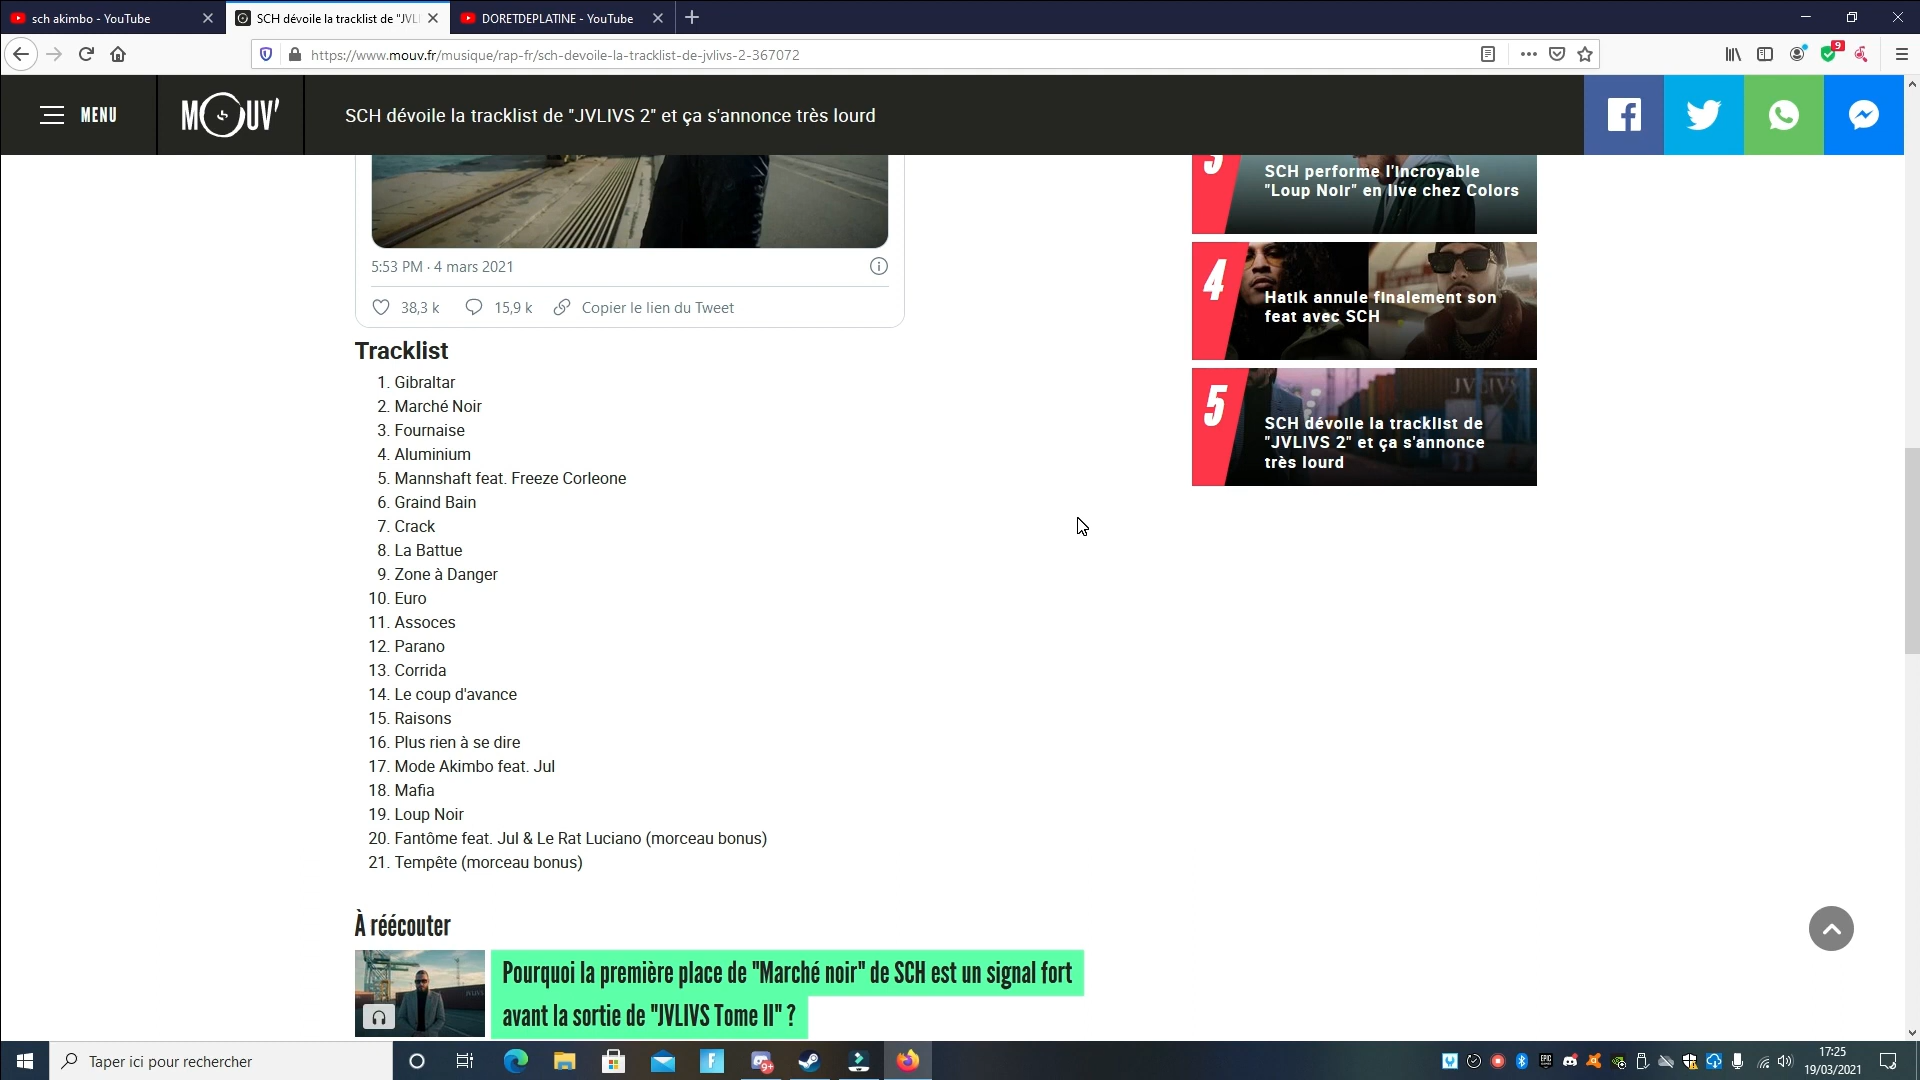 sch akimbo - YouTube
SCH dévoile la tracklist de "JVLI
DORETDEPLATINE - YouTube
https://www.mouv.fr/musique/rap-fr/sch-devoile-la-tracklist-de-jvlivs-2-367072
9
MENU
MOUV'
SCH dévoile la tracklist de "JVLIVS 2" et ça s'annonce très lourd
5:53 PM · 4 mars 2021
38,3 k
15,9 k
Copier le lien du Tweet
Tracklist
1. Gibraltar
2. Marché Noir
3. Fournaise
4. Aluminium
5. Mannshaft feat. Freeze Corleone
6. Graind Bain
7. Crack
8. La Battue
9. Zone à Danger
10. Euro
11. Assoces
12. Parano
13. Corrida
14. Le coup d'avance
15. Raisons
16. Plus rien à se dire
17. Mode Akimbo feat. Jul
18. Mafia
19. Loup Noir
20. Fantôme feat. Jul & Le Rat Luciano (morceau bonus)
21. Tempête (morceau bonus)
3
SCH performe l'incroyable
"Loup Noir" en live chez Colors
4
Hatik annule finalement son
feat avec SCH
5
JVLIVS
SCH dévoile la tracklist de
"JVLIVS 2" et ça s'annonce
très lourd
À réécouter
Pourquoi la première place de "Marché noir" de SCH est un signal fort
avant la sortie de "JVLIVS Tome II" ?
Taper ici pour rechercher
9+
17:25
19/03/2021